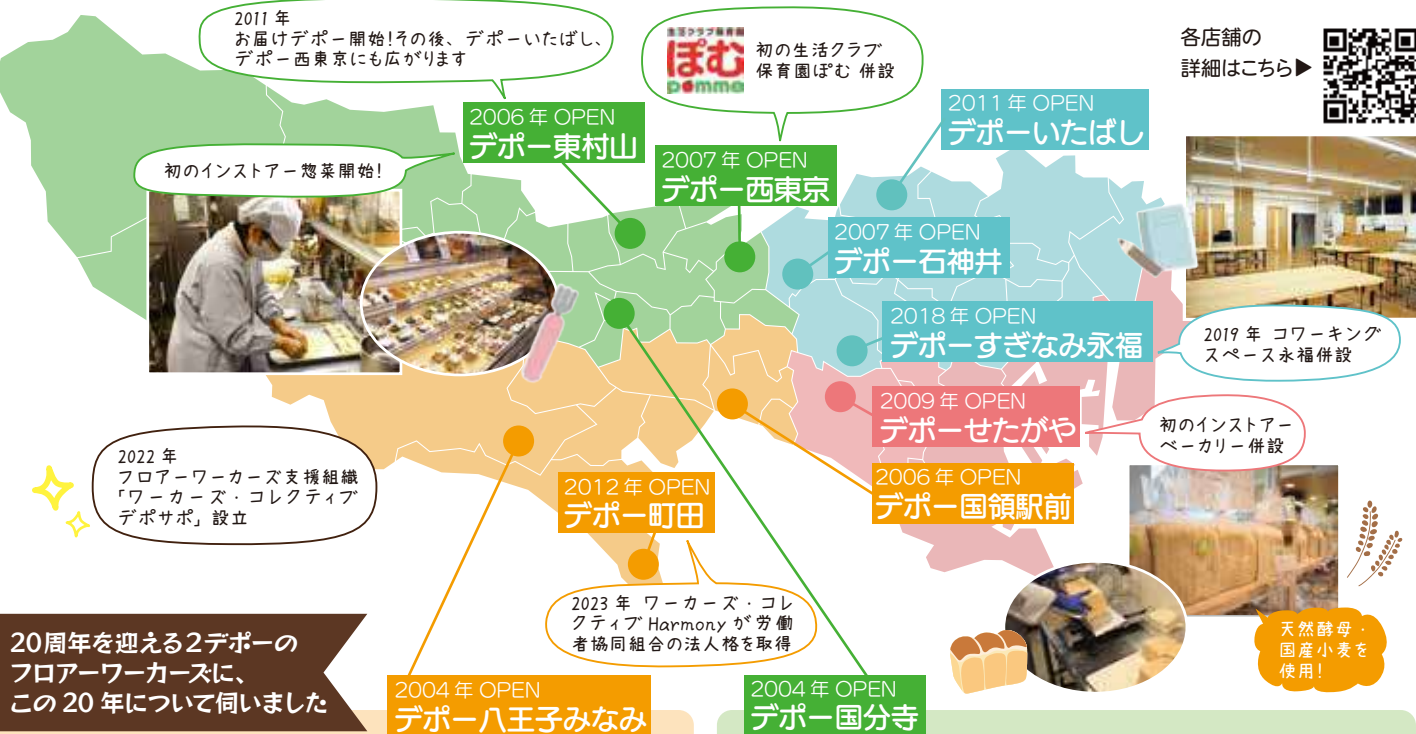 2011 年
お届けデポー開始!その後、デポーいたばし、
デポー西東京にも広がります
生活クラブ保育園
ぽむ
pomme
初の生活クラブ
保育園ぽむ 併設
各店舗の
詳細はこちら▶
2006 年 OPEN
デポー東村山
2011 年 OPEN
デポーいたばし
初のインストアー惣菜開始!
2007 年 OPEN
デポー西東京
2007 年 OPEN
デポー石神井
2018 年 OPEN
デポーすぎなみ永福
2019 年 コワーキング
スペース永福併設
2009 年 OPEN
デポーせたがや
初のインストアー
ベーカリー併設
2022 年
フロアーワーカーズ支援組織
「ワーカーズ・コレクティブ
デポサポ」設立
2012 年 OPEN
デポー町田
2006 年 OPEN
デポー国領駅前
2023 年 ワーカーズ・コレ
クティブ Harmony が労働
者協同組合の法人格を取得
天然酵母・
国産小麦を
使用!
20周年を迎える2デポーの
フロアーワーカーズに、
この 20 年について伺いました
2004 年 OPEN
デポー八王子みなみ
2004 年 OPEN
デポー国分寺